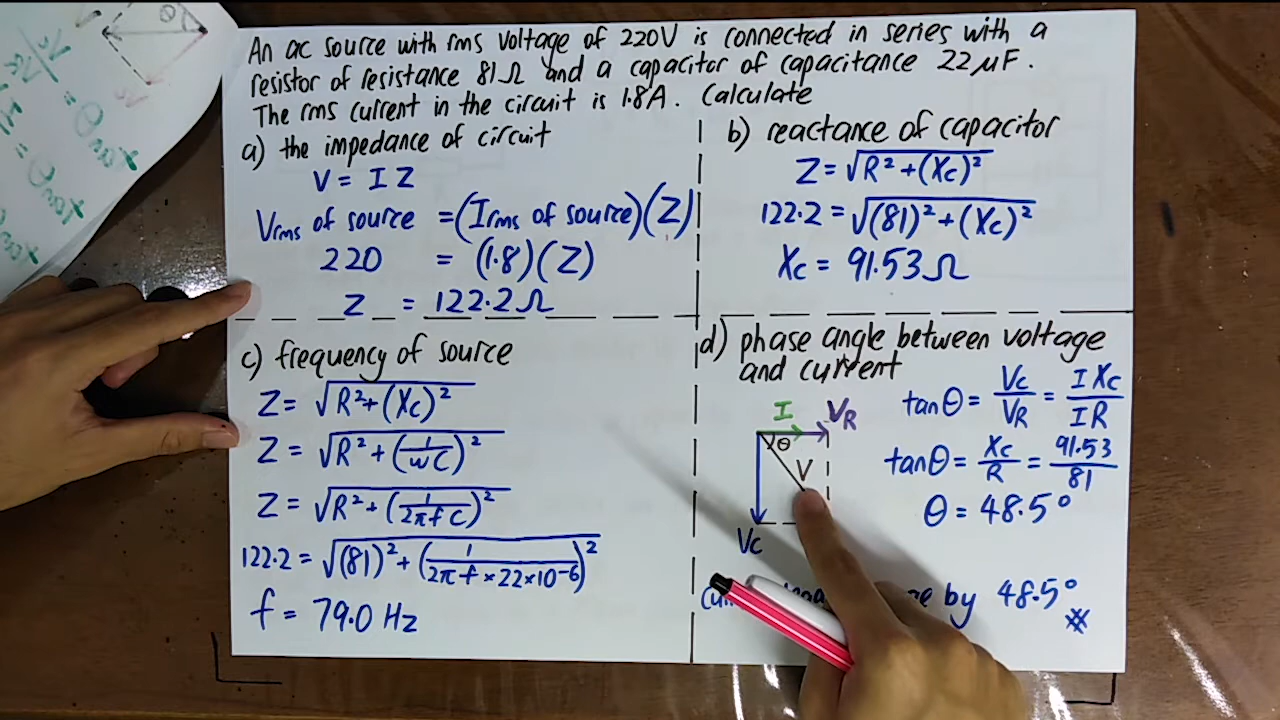 An ac source with rms voltage of 220V is connected in series with a
resistor of resistance 81Ω and a capacitor of capacitance 22μF.
The rms current in the circuit is 1.8A. Calculate
a) the impedance of circuit
V = I Z
Vrms of source = (Irms of source)(Z)
220 = (1.8)(Z)
Z = 122.2Ω
b) reactance of capacitor
Z = √(R² + (Xc)²)
122.2 = √((81)² + (Xc)²)
Xc = 91.53Ω
c) frequency of source
Z = √(R² + (Xc)²)
Z = √(R² + (1/ωC)²)
Z = √(R² + (1/2πfC)²)
122.2 = √((81)² + (1/2πf×22×10⁻⁶)²)
f = 79.0 Hz
d) phase angle between voltage
and current
I
VR
θ
V
Vc
tanθ = Vc/VR = IXc/IR
tanθ = Xc/R = 91.53/81
θ = 48.5°
by 48.5°
θ
tanθ =
tanθ =